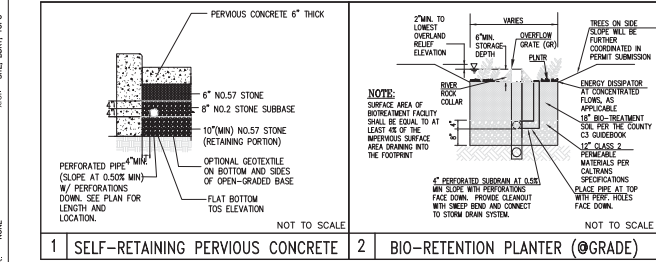 PERVIOUS CONCRETE 6" THICK
6" NO.57 STONE
8" NO.2 STONE SUBBASE
10"(MIN) NO.57 STONE
(RETAINING PORTION)
4"
4"
4"MIN.
PERFORATED PIPE
(SLOPE AT 0.50% MIN)
W/ PERFORATIONS
DOWN. SEE PLAN FOR
LENGTH AND
LOCATION.
OPTIONAL GEOTEXTILE
ON BOTTOM AND SIDES
OF OPEN-GRADED BASE
FLAT BOTTOM
TOS ELEVATION
NOT TO SCALE
1 SELF-RETAINING PERVIOUS CONCRETE
2"MIN. TO
LOWEST
OVERLAND
RELIEF
ELEVATION
VARIES
6"MIN.
STORAGE
DEPTH
OVERFLOW
GRATE (GR)
PLNTR
TREES ON SIDE
SLOPE WILL BE
FURTHER
COORDINATED IN
PERMIT SUBMISSION
RIVER
ROCK
COLLAR
NOTE:
SURFACE AREA OF
BIOTREATMENT FACILITY
SHALL BE EQUAL TO AT
LEAST 4% OF THE
IMPERVIOUS SURFACE
AREA DRAINING INTO
THE FOOTPRINT
4"
8"
ENERGY DISSIPATOR
AT CONCENTRATED
FLOWS, AS
APPLICABLE
18" BIO-TREATMENT
SOIL PER THE COUNTY
C3 GUIDEBOOK
12" CLASS 2
PERMEABLE
MATERIALS PER
CALTRANS
SPECIFICATIONS
PLACE PIPE AT TOP
WITH PERF. HOLES
FACE DOWN.
4" PERFORATED SUBDRAIN AT 0.5%
MIN SLOPE WITH PERFORATIONS
FACE DOWN. PROVIDE CLEANOUT
WITH SWEEP BEND AND CONNECT
TO STORM DRAIN SYSTEM.
NOT TO SCALE
2 BIO-RETENTION PLANTER (@GRADE)